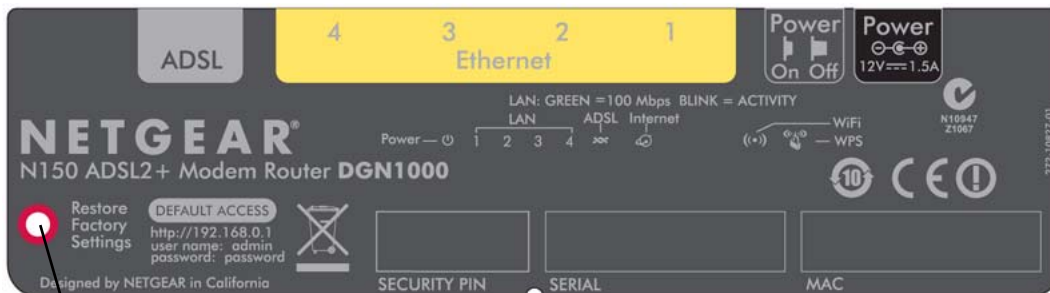 ADSL
4 3 2 1
Ethernet
Power
On Off
Power
12V 1.5A
LAN: GREEN =100 Mbps BLINK = ACTIVITY
LAN ADSL Internet
Power 1 2 3 4
WiFi
WPS
N10947
Z1067
272-10827-01
NETGEAR®
N150 ADSL2+ Modem Router DGN1000
10
CE
Restore
Factory
Settings
DEFAULT ACCESS
http://192.168.0.1
user name: admin
password: password
Designed by NETGEAR in California
SECURITY PIN
SERIAL
MAC